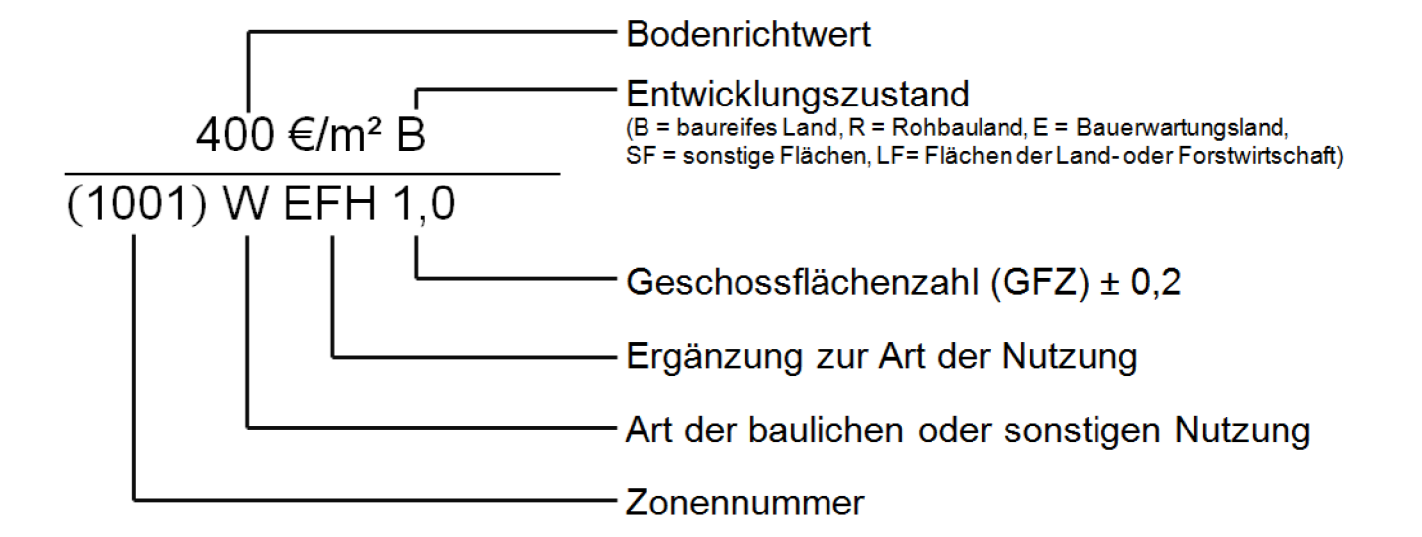 Bodenrichtwert
Entwicklungszustand
(B = baureifes Land, R = Rohbauland, E = Bauerwartungsland,
SF = sonstige Flächen, LF= Flächen der Land- oder Forstwirtschaft)
400 €/m² B
(1001) W EFH 1,0
Geschossflächenzahl (GFZ) ± 0,2
Ergänzung zur Art der Nutzung
Art der baulichen oder sonstigen Nutzung
Zonennummer